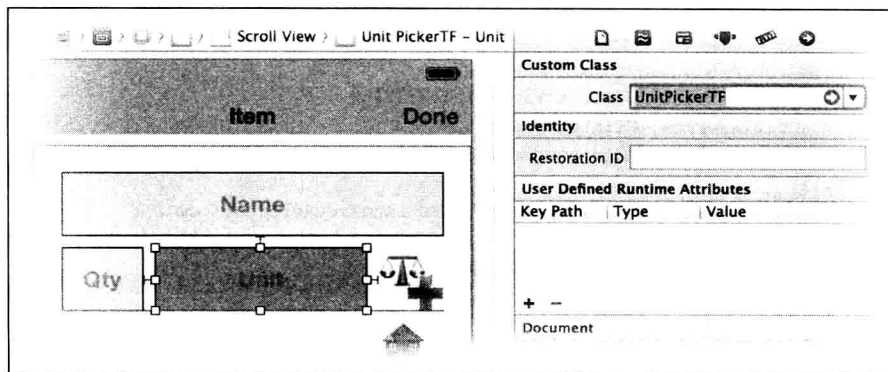 Scroll View
Unit PickerTF – Unit
Item
Done
Name
Qty
Unit
Custom Class
Class UnitPickerTF
Identity
Restoration ID
User Defined Runtime Attributes
Key Path Type Value
+ −
Document